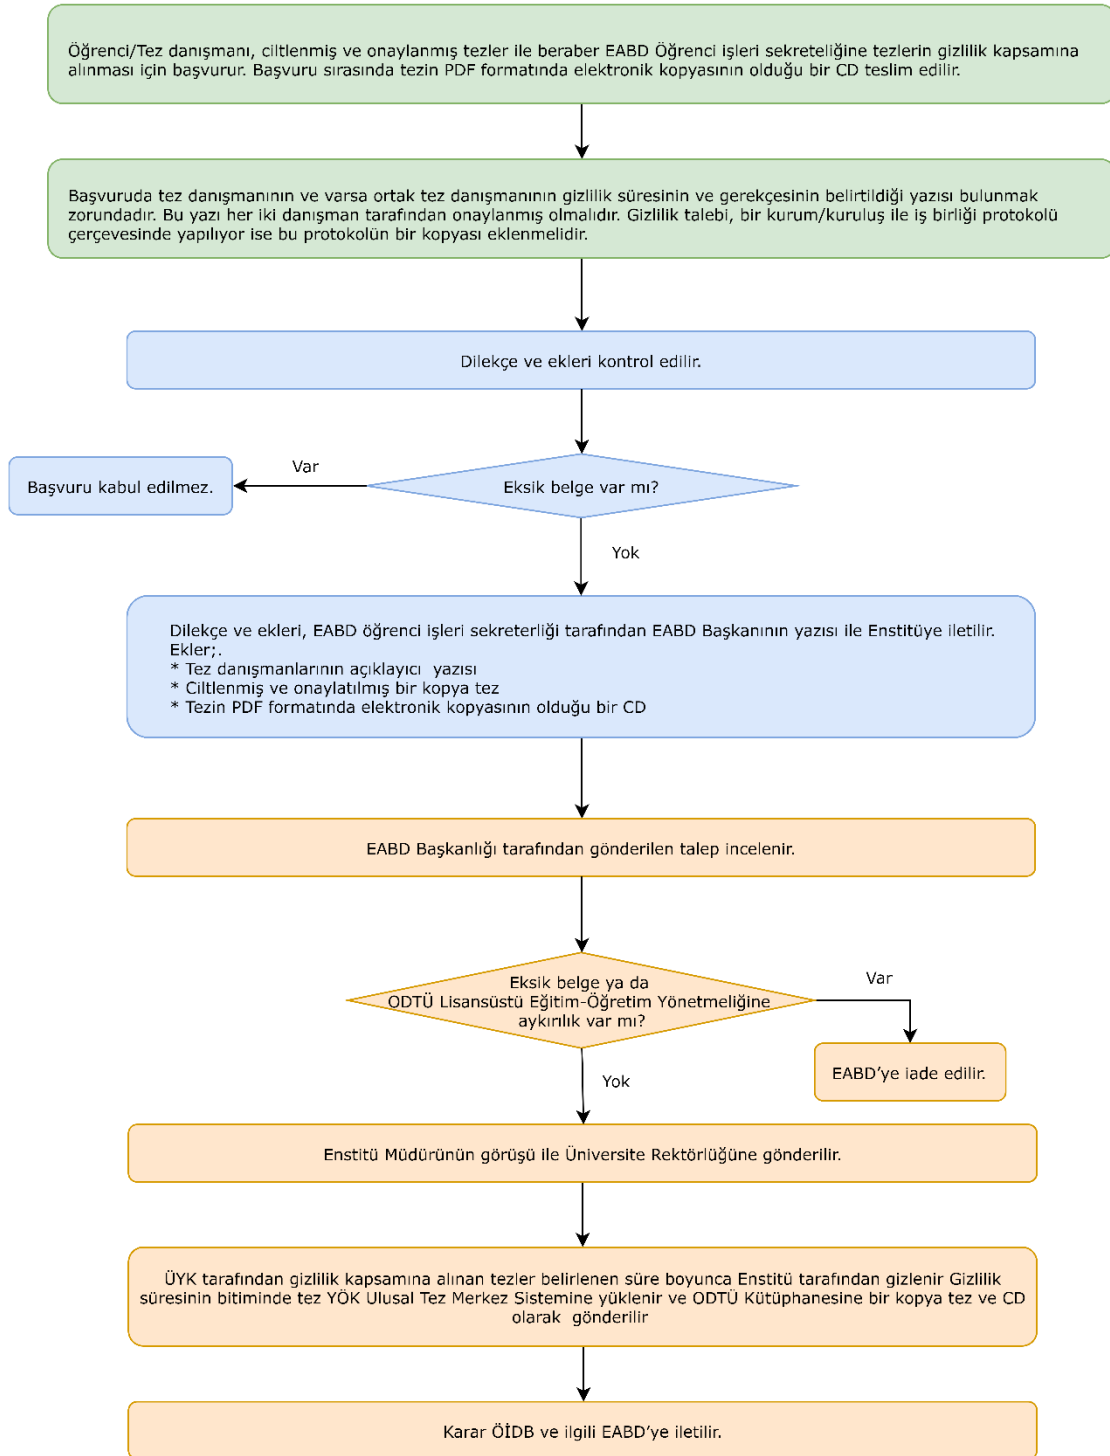 Öğrenci/Tez danışmanı, ciltlenmiş ve onaylanmış tezler ile beraber EABD Öğrenci işleri sekreteliğine tezlerin gizlilik kapsamına
alınması için başvurur. Başvuru sırasında tezin PDF formatında elektronik kopyasının olduğu bir CD teslim edilir.
Başvuruda tez danışmanının ve varsa ortak tez danışmanının gizlilik süresinin ve gerekçesinin belirtildiği yazısı bulunmak
zorundadır. Bu yazı her iki danışman tarafından onaylanmış olmalıdır. Gizlilik talebi, bir kurum/kuruluş ile iş birliği protokolü
çerçevesinde yapılıyor ise bu protokolün bir kopyası eklenmelidir.
Dilekçe ve ekleri kontrol edilir.
Eksik belge var mı?
Var
Başvuru kabul edilmez.
Yok
Dilekçe ve ekleri, EABD öğrenci işleri sekreterliği tarafından EABD Başkanının yazısı ile Enstitüye iletilir.
Ekler;.
* Tez danışmanlarının açıklayıcı  yazısı
* Ciltlenmiş ve onaylatılmış bir kopya tez
* Tezin PDF formatında elektronik kopyasının olduğu bir CD
EABD Başkanlığı tarafından gönderilen talep incelenir.
Eksik belge ya da
ODTÜ Lisansüstü Eğitim-Öğretim Yönetmeliğine
aykırılık var mı?
Var
EABD’ye iade edilir.
Yok
Enstitü Müdürünün görüşü ile Üniversite Rektörlüğüne gönderilir.
ÜYK tarafından gizlilik kapsamına alınan tezler belirlenen süre boyunca Enstitü tarafından gizlenir Gizlilik
süresinin bitiminde tez YÖK Ulusal Tez Merkez Sistemine yüklenir ve ODTÜ Kütüphanesine bir kopya tez ve CD
olarak  gönderilir
Karar ÖİDB ve ilgili EABD’ye iletilir.